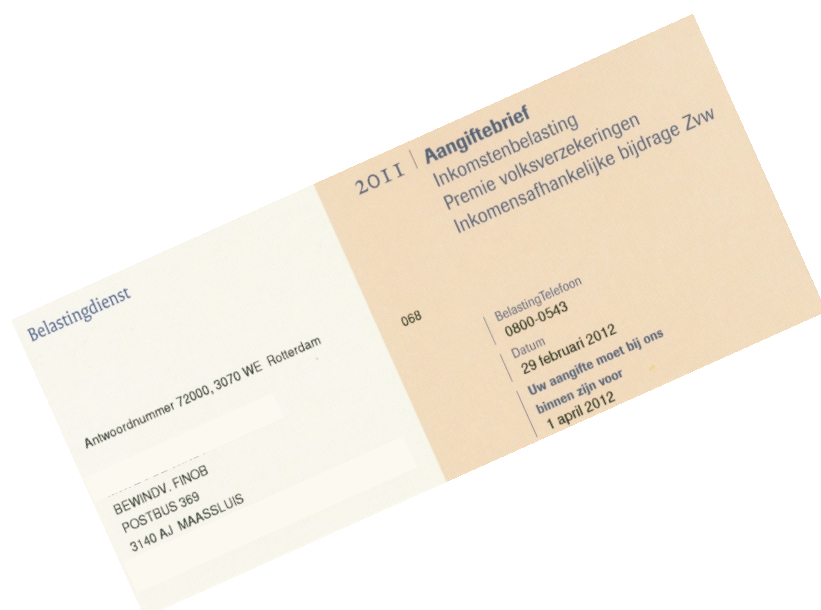 Belastingdienst
Antwoordnummer 72000, 3070 WE Rotterdam
BEWINDV. FINOB
POSTBUS 369
3140 AJ MAASSLUIS
2011
Aangiftebrief
Inkomstenbelasting
Premie volksverzekeringen
Inkomensafhankelijke bijdrage Zvw
068
BelastingTelefoon
0800-0543
Datum
29 februari 2012
Uw aangifte moet bij ons
binnen zijn voor
1 april 2012